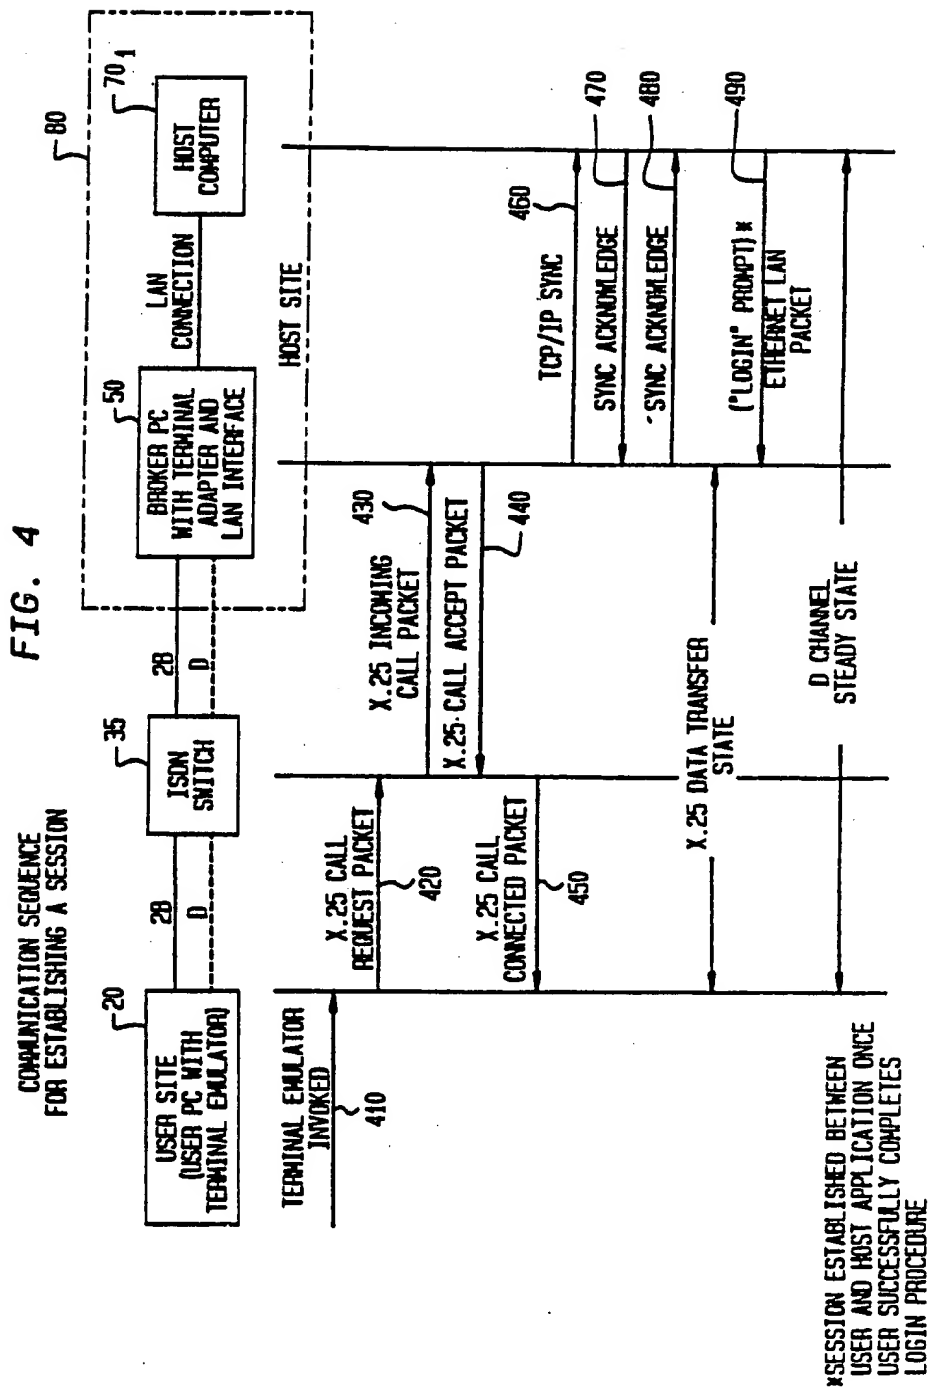 FIG. 4
COMMUNICATION SEQUENCE
FOR ESTABLISHING A SESSION
80
20
USER SITE
(USER PC WITH
TERMINAL EMULATOR)
2B
D
35
ISDN
SWITCH
2B
D
50
BROKER PC
WITH TERMINAL
ADAPTER AND
LAN INTERFACE
LAN
CONNECTION
70₁
HOST
COMPUTER
HOST SITE
TERMINAL EMULATOR
INVOKED
410
X.25 CALL
REQUEST PACKET
420
X.25 INCOMING
CALL PACKET
430
X.25 CALL ACCEPT PACKET
440
X.25 CALL
CONNECTED PACKET
450
TCP/IP SYNC
460
SYNC ACKNOWLEDGE
470
SYNC ACKNOWLEDGE
480
X.25 DATA TRANSFER
STATE
("LOGIN" PROMPT)*
ETHERNET LAN
PACKET
490
D CHANNEL
STEADY STATE
*SESSION ESTABLISHED BETWEEN
USER AND HOST APPLICATION ONCE
USER SUCCESSFULLY COMPLETES
LOGIN PROCEDURE